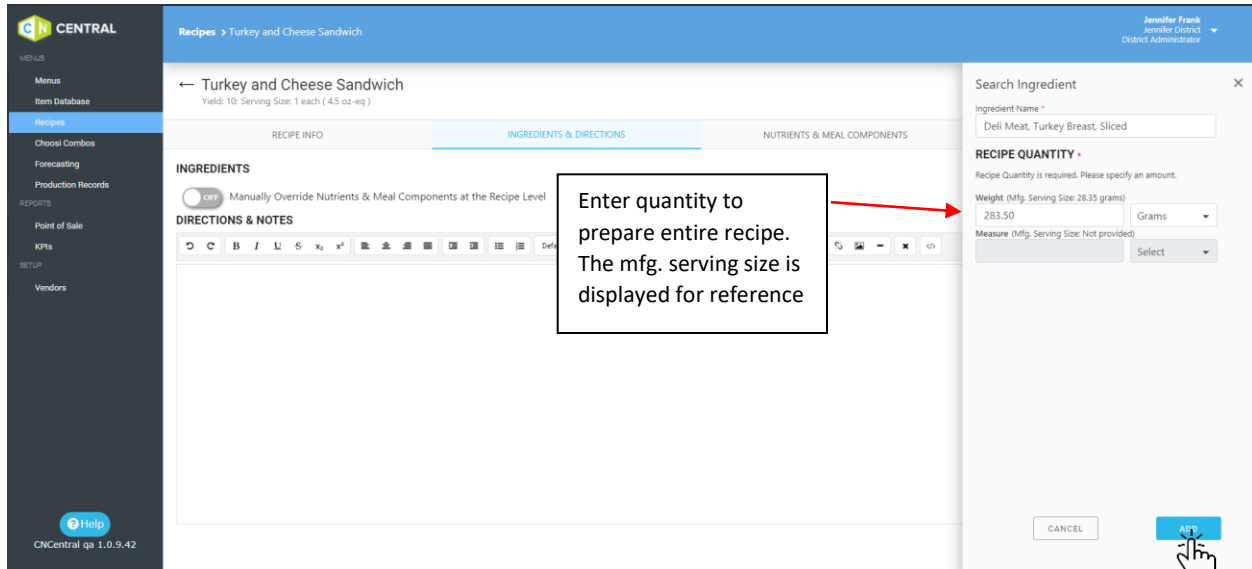 CN CENTRAL
Recipes > Turkey and Cheese Sandwich
Jennifer Frank
Jennifer District
District Administrator
MENUS
Menus
Item Database
Recipes
Choosi Combos
Forecasting
Production Records
REPORTS
Point of Sale
KPIs
SETUP
Vendors
? Help
CNCentral qa 1.0.9.42
← Turkey and Cheese Sandwich
Yield: 10: Serving Size: 1 each ( 4.5 oz-eq )
RECIPE INFO
INGREDIENTS & DIRECTIONS
NUTRIENTS & MEAL COMPONENTS
INGREDIENTS
OFF Manually Override Nutrients & Meal Components at the Recipe Level
DIRECTIONS & NOTES
B I U S x₂ x² Defa
Enter quantity to
prepare entire recipe.
The mfg. serving size is
displayed for reference
Search Ingredient ×
Ingredient Name *
Deli Meat, Turkey Breast, Sliced
RECIPE QUANTITY *
Recipe Quantity is required. Please specify an amount.
Weight (Mfg. Serving Size: 28.35 grams)
283.50 Grams
Measure (Mfg. Serving Size: Not provided)
Select
CANCEL
ADD